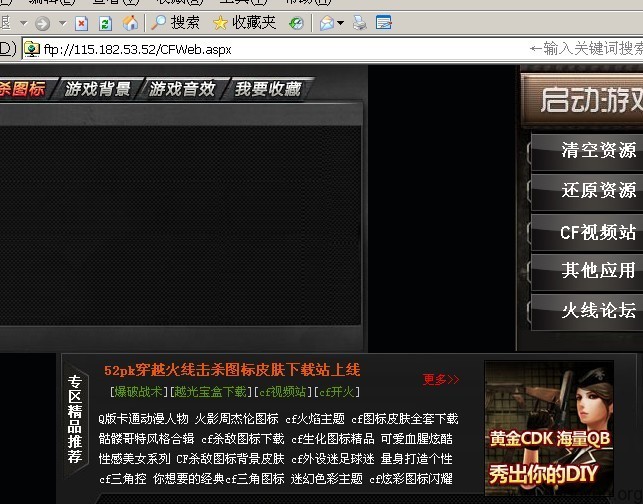 搜索 收藏夹
ftp://115.182.53.52/CFWeb.aspx
←输入关键词搜索
杀图标 游戏背景 游戏音效 我要收藏
启动游戏
清空资源
还原资源
CF视频站
其他应用
火线论坛
52pk穿越火线击杀图标皮肤下载站上线
更多>>
[爆破战术][越光宝盒下载][cf视频站][cf开火]
专区精品推荐
Q版卡通动漫人物 火影周杰伦图标 cf火焰主题 cf图标皮肤全套下载
骷髅哥特风格合辑 cf杀敌图标下载 cf生化图标精品 可爱血腥炫酷
性感美女系列 CF杀敌图标背景皮肤 cf外设迷足球迷 量身打造个性
cf三角控 你想要的经典cf三角图标 迷幻色彩主题 cf炫彩图标闪耀
黄金CDK 海量QB
秀出你的DIY